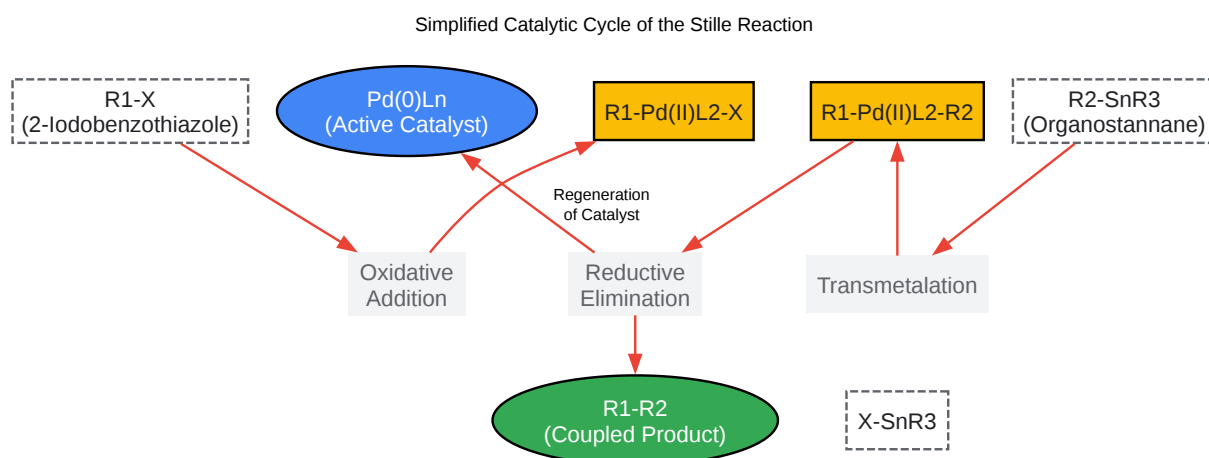 Simplified Catalytic Cycle of the Stille Reaction
R1-X
(2-Iodobenzothiazole)
Pd(0)Ln
(Active Catalyst)
R1-Pd(II)L2-X
R1-Pd(II)L2-R2
R2-SnR3
(Organostannane)
Regeneration
of Catalyst
Oxidative
Addition
Reductive
Elimination
Transmetalation
R1-R2
(Coupled Product)
X-SnR3